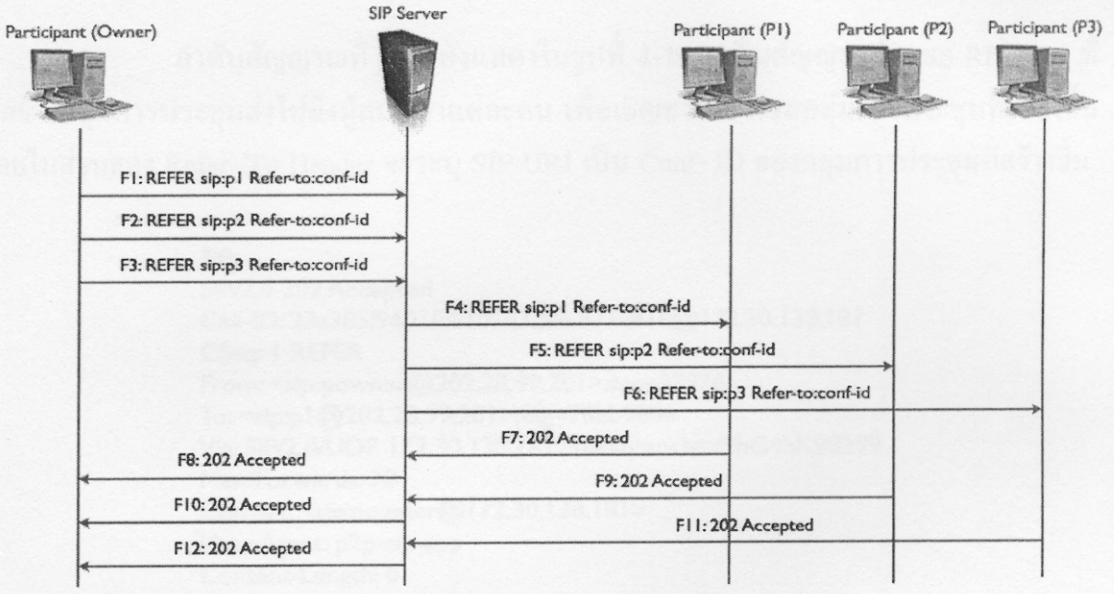 SIP Server
Participant (Owner)
Participant (P1)
Participant (P2)
Participant (P3)
F1: REFER sip:p1 Refer-to:conf-id
F2: REFER sip:p2 Refer-to:conf-id
F3: REFER sip:p3 Refer-to:conf-id
F4: REFER sip:p1 Refer-to:conf-id
F5: REFER sip:p2 Refer-to:conf-id
F6: REFER sip:p3 Refer-to:conf-id
F7: 202 Accepted
F8: 202 Accepted
F9: 202 Accepted
F10: 202 Accepted
F11: 202 Accepted
F12: 202 Accepted